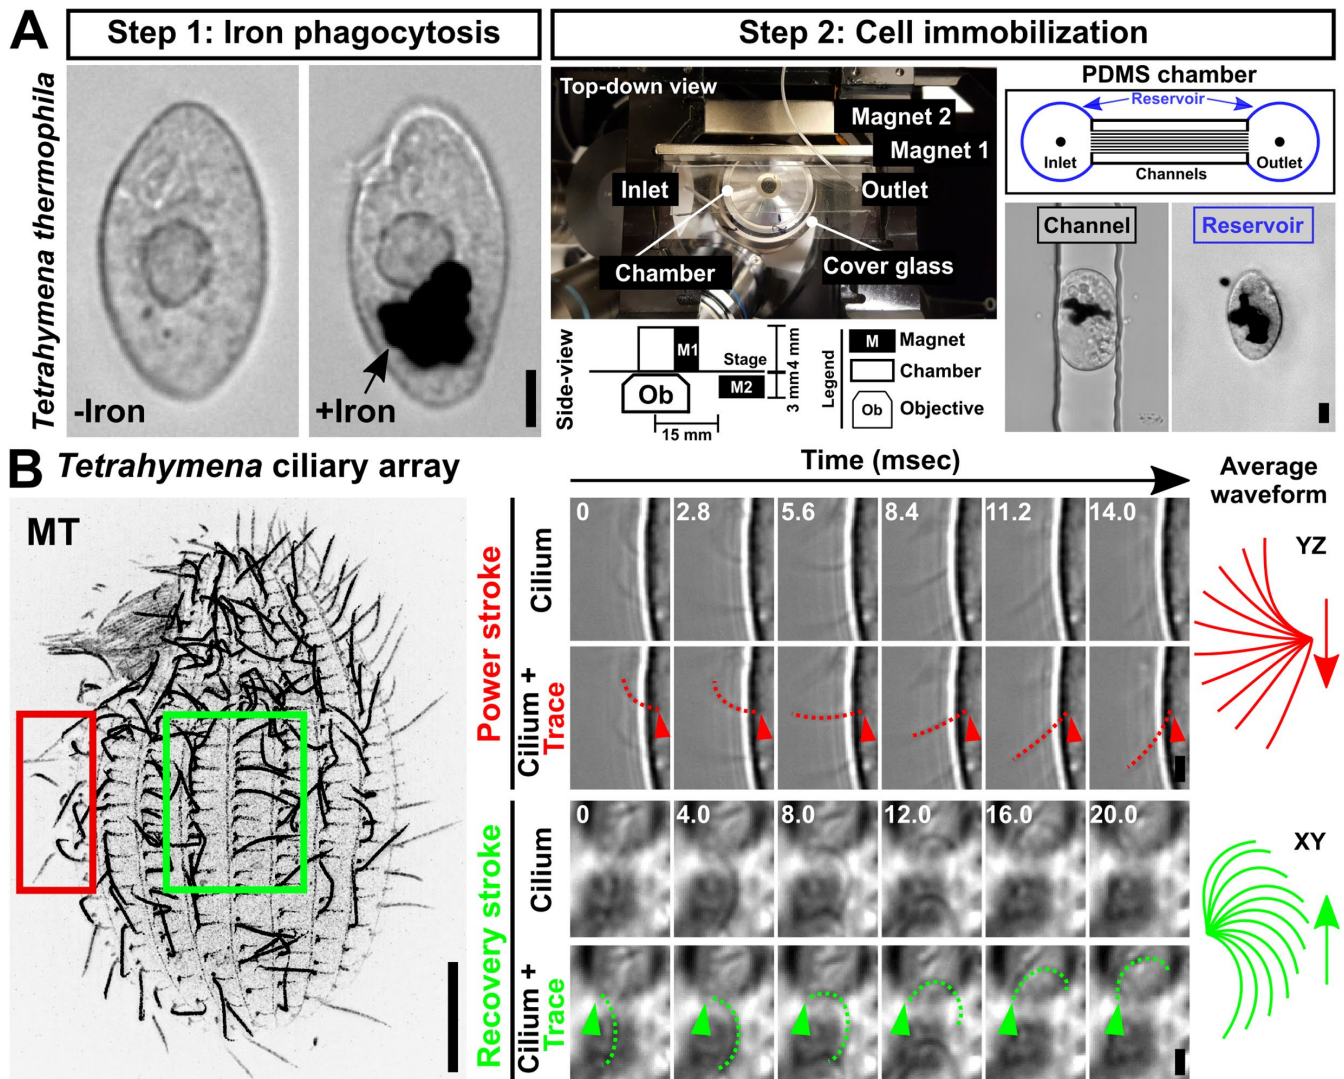 A
Step 1: Iron phagocytosis
Step 2: Cell immobilization
Tetrahymena thermophila
-Iron
+Iron
Top-down view
Magnet 2
Magnet 1
Inlet
Outlet
Chamber
Cover glass
PDMS chamber
Reservoir
Inlet
Outlet
Channels
Channel
Reservoir
Side-view
M1
Stage
Ob
M2
4 mm
3 mm
15 mm
Legend
M Magnet
Chamber
Ob Objective
B Tetrahymena ciliary array
MT
Time (msec)
Average
waveform
Power stroke
Cilium
0 2.8 5.6 8.4 11.2 14.0
YZ
Cilium +
Trace
Recovery stroke
Cilium
0 4.0 8.0 12.0 16.0 20.0
XY
Cilium +
Trace